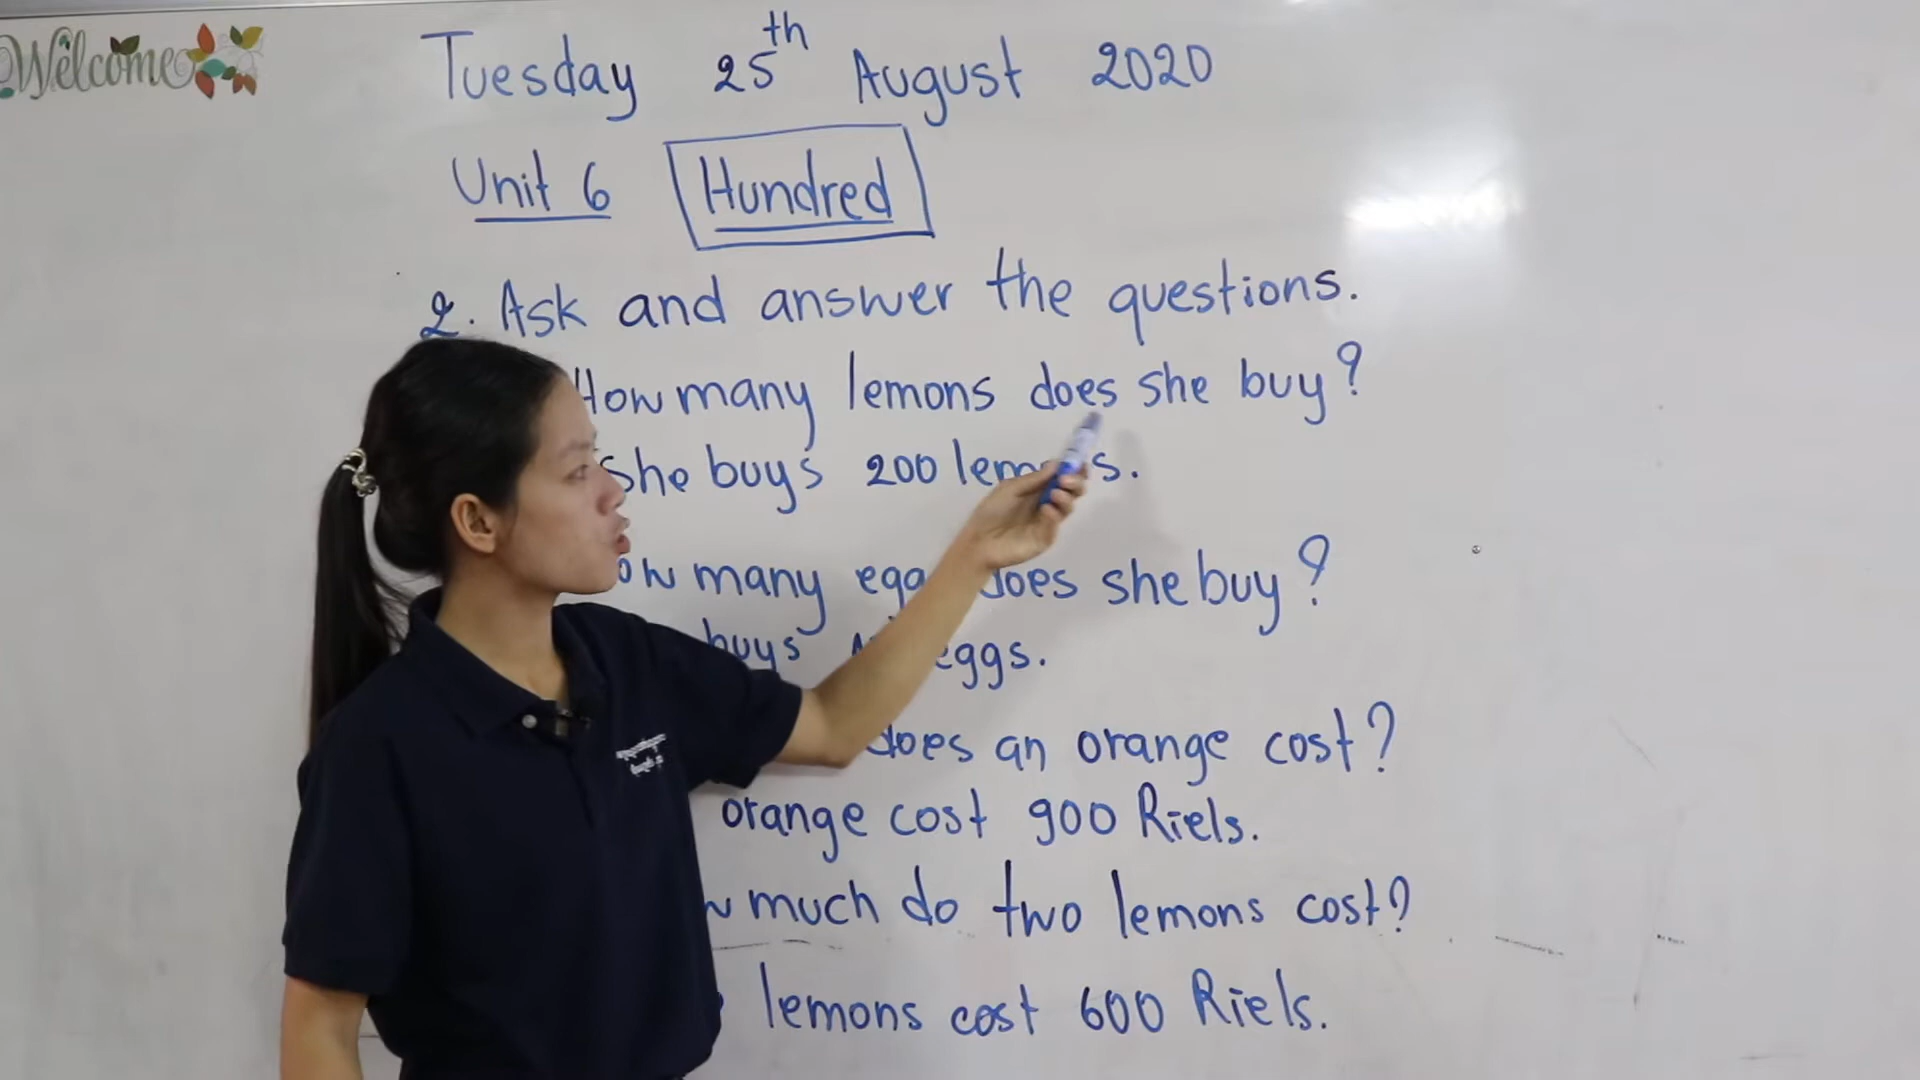 Welcome
Tuesday 25th August 2020
Unit 6 Hundred
2. Ask and answer the questions.
How many lemons does she buy?
She buys 200 lemons.
many does she buy?
buys eggs.
does an orange cost?
orange cost 900 Riels.
much do two lemons cost?
lemons cost 600 Riels.